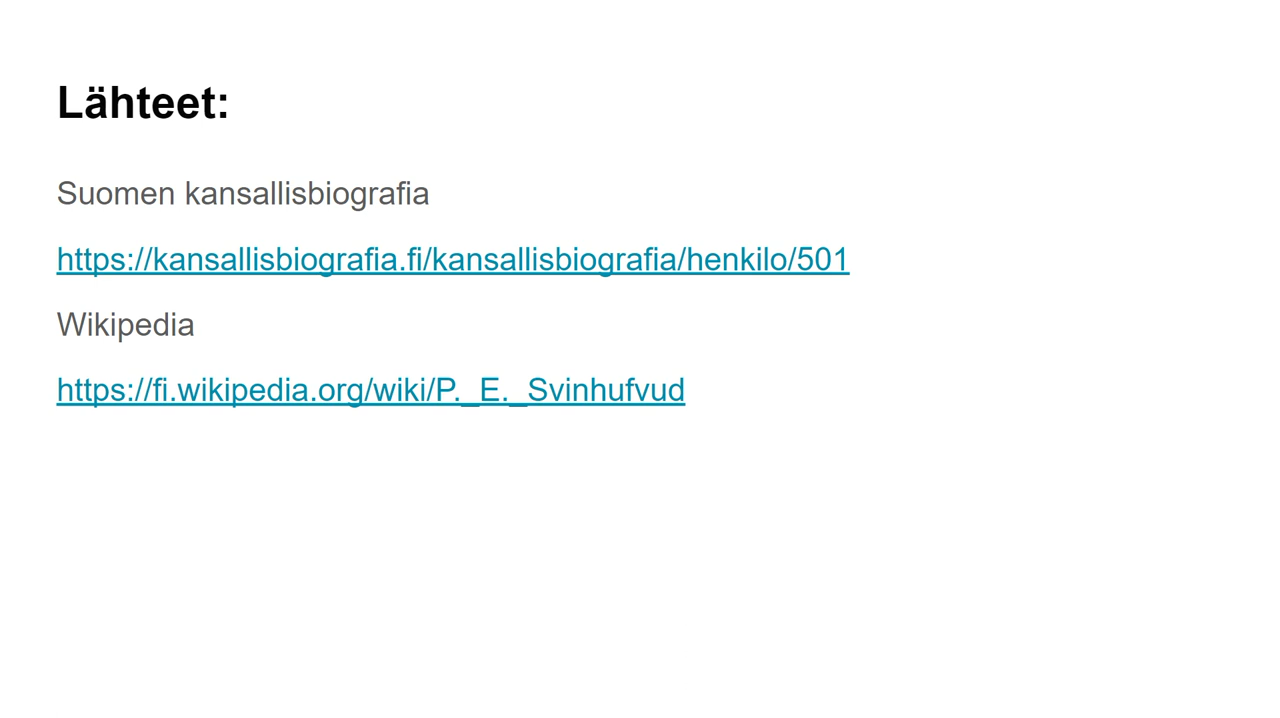 Lähteet:
Suomen kansallisbiografia
https://kansallisbiografia.fi/kansallisbiografia/henkilo/501
Wikipedia
https://fi.wikipedia.org/wiki/P._E._Svinhufvud